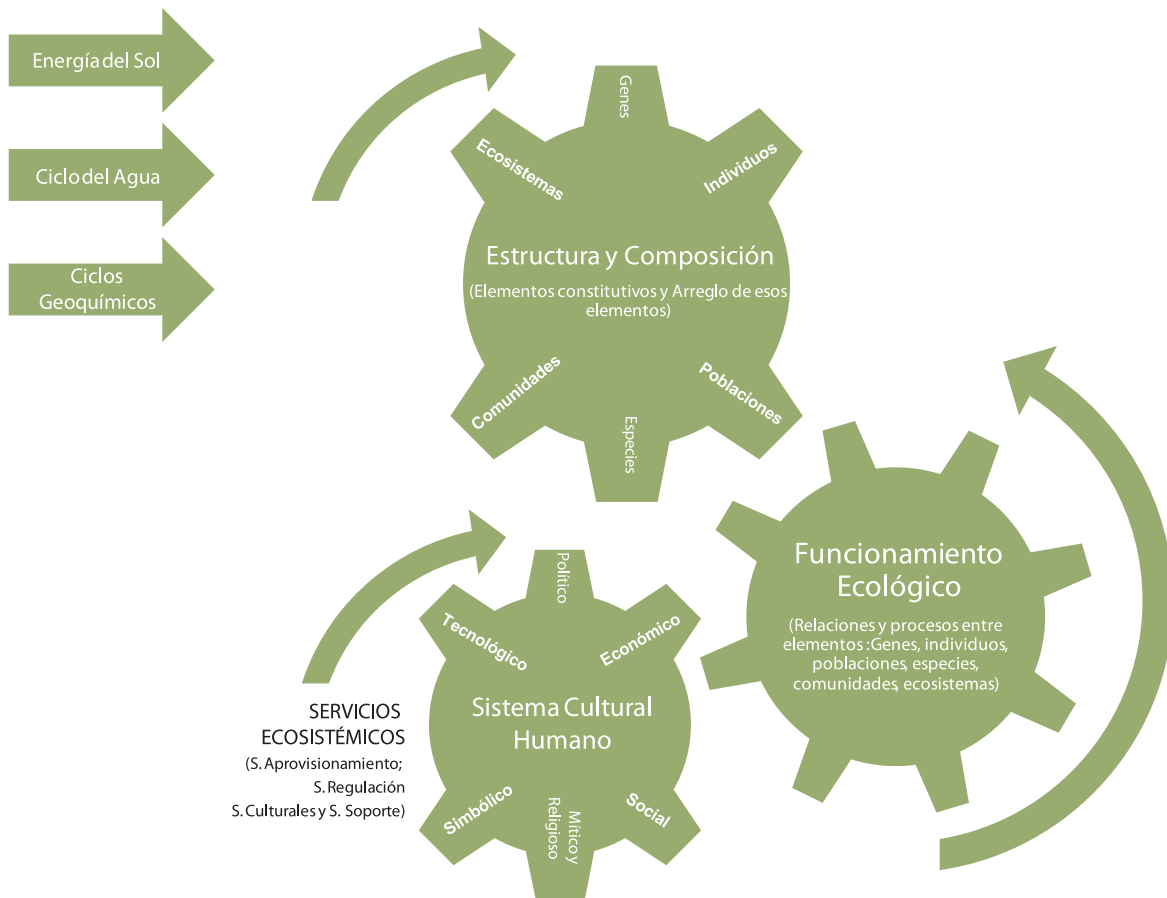 Energía del Sol
Ciclo del Agua
Ciclos
Geoquímicos
Genes
Individuos
Poblaciones
Especies
Comunidades
Ecosistemas
Estructura y Composición
(Elementos constitutivos y Arreglo de esos
elementos)
Funcionamiento
Ecológico
(Relaciones y procesos entre
elementos :Genes, individuos,
poblaciones, especies,
comunidades, ecosistemas)
Político
Económico
Social
Mítico y
Religioso
Simbólico
Tecnológico
Sistema Cultural
Humano
SERVICIOS
ECOSISTÉMICOS
(S. Aprovisionamiento;
S. Regulación
S. Culturales y S. Soporte)